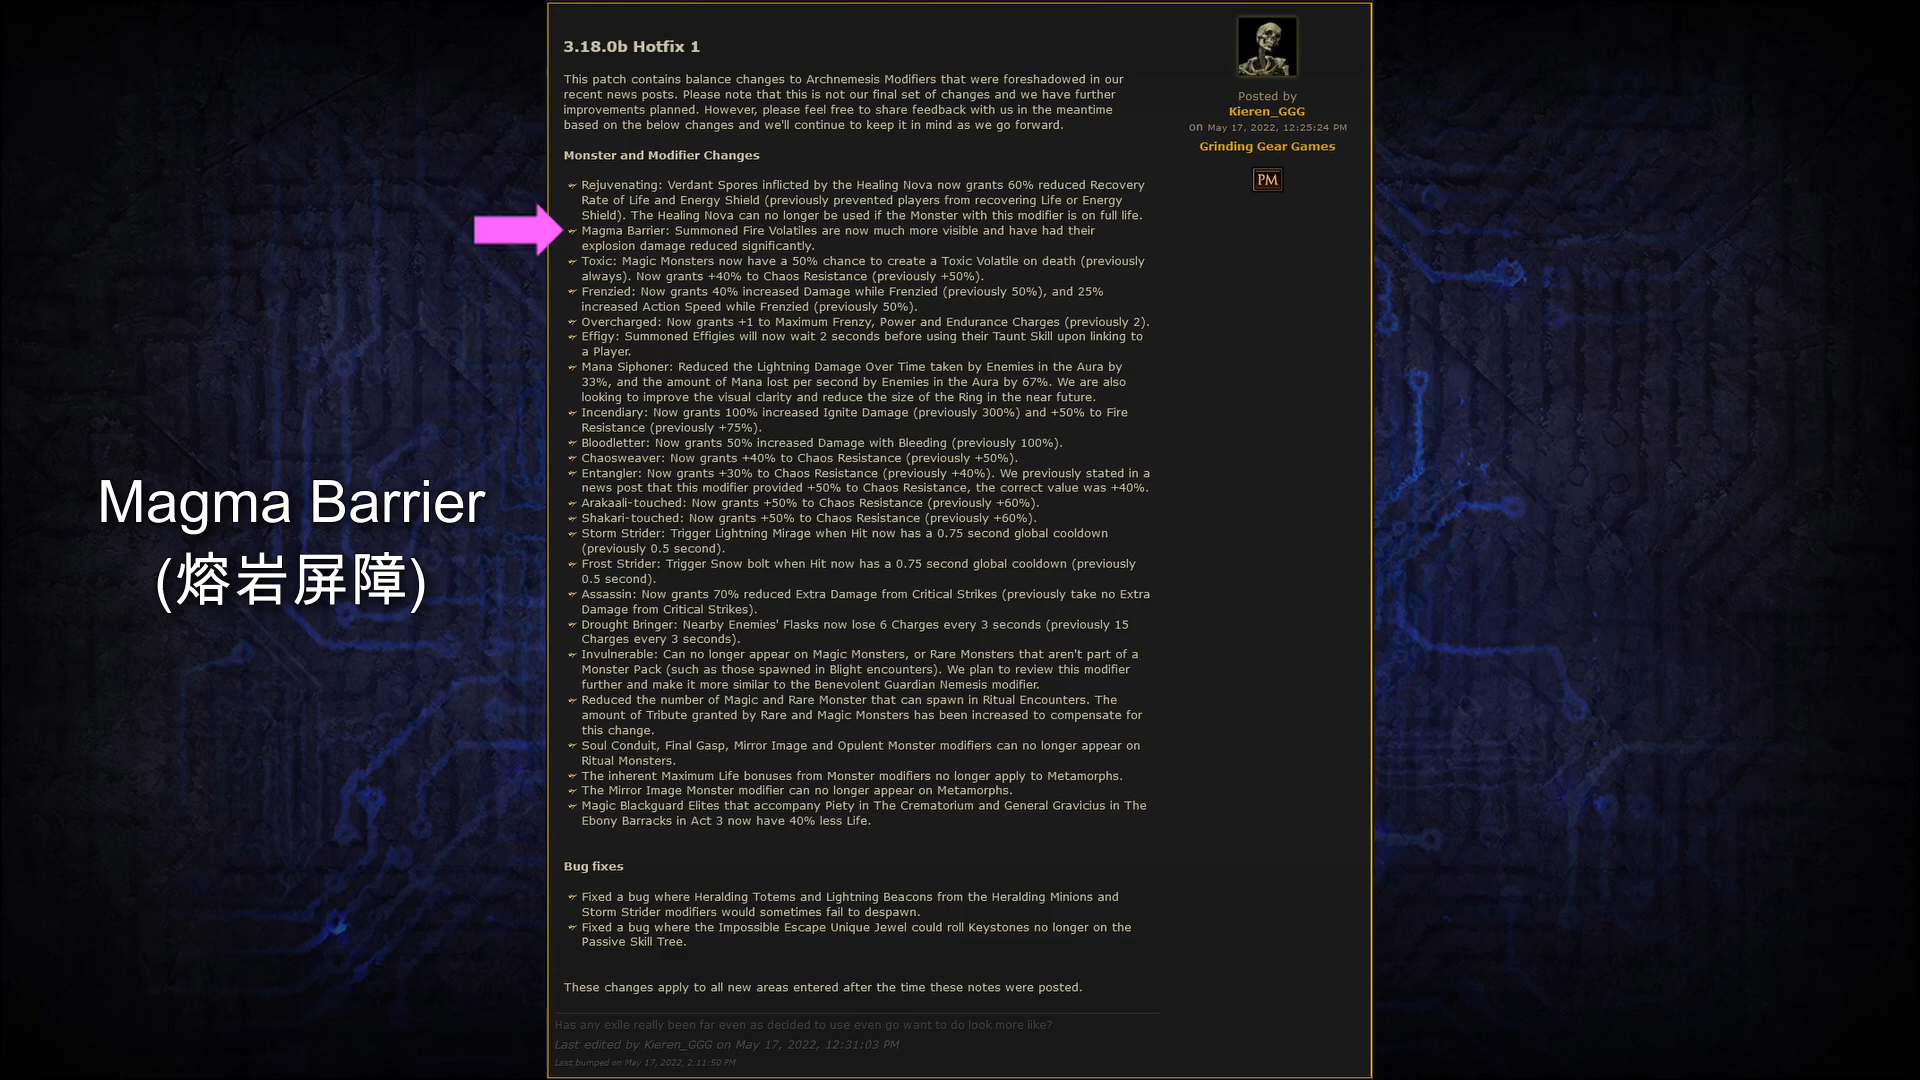 3.18.0b Hotfix 1
This patch contains balance changes to Archnemesis Modifiers that were foreshadowed in our
recent news posts. Please note that this is not our final set of changes and we have further
improvements planned. However, please feel free to share feedback with us in the meantime
based on the below changes and we'll continue to keep it in mind as we go forward.
Monster and Modifier Changes
Rejuvenating: Verdant Spores inflicted by the Healing Nova now grants 60% reduced Recovery
Rate of Life and Energy Shield (previously prevented players from recovering Life or Energy
Shield). The Healing Nova can no longer be used if the Monster with this modifier is on full life.
Magma Barrier: Summoned Fire Volatiles are now much more visible and have had their
explosion damage reduced significantly.
Toxic: Magic Monsters now have a 50% chance to create a Toxic Volatile on death (previously
always). Now grants +40% to Chaos Resistance (previously +50%).
Frenzied: Now grants 40% increased Damage while Frenzied (previously 50%), and 25%
increased Action Speed while Frenzied (previously 50%).
Overcharged: Now grants +1 to Maximum Frenzy, Power and Endurance Charges (previously 2).
Effigy: Summoned Effigies will now wait 2 seconds before using their Taunt Skill upon linking to
a Player.
Mana Siphoner: Reduced the Lightning Damage Over Time taken by Enemies in the Aura by
33%, and the amount of Mana lost per second by Enemies in the Aura by 67%. We are also
looking to improve the visual clarity and reduce the size of the Ring in the near future.
Incendiary: Now grants 100% increased Ignite Damage (previously 300%) and +50% to Fire
Resistance (previously +75%).
Bloodletter: Now grants 50% increased Damage with Bleeding (previously 100%).
Chaosweaver: Now grants +40% to Chaos Resistance (previously +50%).
Entangler: Now grants +30% to Chaos Resistance (previously +40%). We previously stated in a
news post that this modifier provided +50% to Chaos Resistance, the correct value was +40%.
Arakaali-touched: Now grants +50% to Chaos Resistance (previously +60%).
Shakari-touched: Now grants +50% to Chaos Resistance (previously +60%).
Storm Strider: Trigger Lightning Mirage when Hit now has a 0.75 second global cooldown
(previously 0.5 second).
Frost Strider: Trigger Snow bolt when Hit now has a 0.75 second global cooldown (previously
0.5 second).
Assassin: Now grants 70% reduced Extra Damage from Critical Strikes (previously take no Extra
Damage from Critical Strikes).
Drought Bringer: Nearby Enemies' Flasks now lose 6 Charges every 3 seconds (previously 15
Charges every 3 seconds).
Invulnerable: Can no longer appear on Magic Monsters, or Rare Monsters that aren't part of a
Monster Pack (such as those spawned in Blight encounters). We plan to review this modifier
further and make it more similar to the Benevolent Guardian Nemesis modifier.
Reduced the number of Magic and Rare Monster that can spawn in Ritual Encounters. The
amount of Tribute granted by Rare and Magic Monsters has been increased to compensate for
this change.
Soul Conduit, Final Gasp, Mirror Image and Opulent Monster modifiers can no longer appear on
Ritual Monsters.
The inherent Maximum Life bonuses from Monster modifiers no longer apply to Metamorphs.
The Mirror Image Monster modifier can no longer appear on Metamorphs.
Magic Blackguard Elites that accompany Piety in The Crematorium and General Gravicius in The
Ebony Barracks in Act 3 now have 40% less Life.
Bug fixes
Fixed a bug where Heralding Totems and Lightning Beacons from the Heralding Minions and
Storm Strider modifiers would sometimes fail to despawn.
Fixed a bug where the Impossible Escape Unique Jewel could roll Keystones no longer on the
Passive Skill Tree.
These changes apply to all new areas entered after the time these notes were posted.
Has any exile really been far even as decided to use even go want to do look more like?
Last edited by Kieren_GGG on May 17, 2022, 12:31:03 PM
Last bumped on May 17, 2022, 2:11:50 PM
Posted by
Kieren_GGG
on May 17, 2022, 12:25:24 PM
Grinding Gear Games
PM
Magma Barrier
(熔岩屏障)